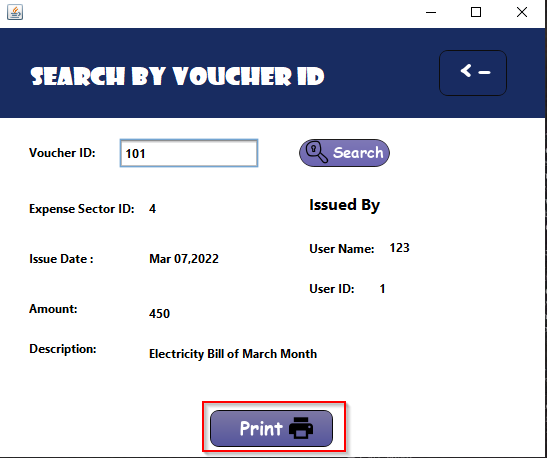 SEARCH BY VOUCHER ID
< –
Voucher ID: 101 Search
Expense Sector ID: 4
Issued By
Issue Date : Mar 07,2022
User Name: 123
User ID: 1
Amount: 450
Description: Electricity Bill of March Month
Print